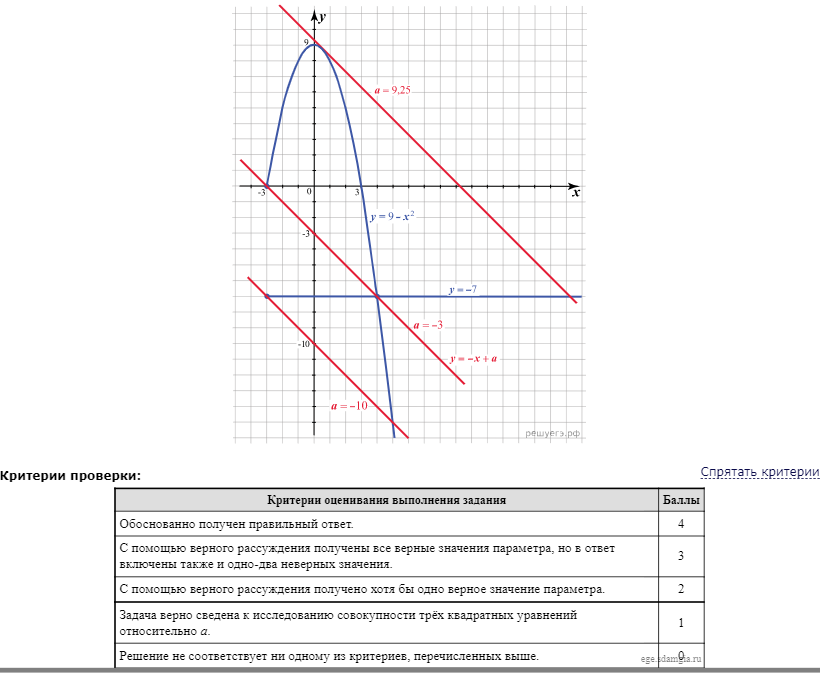 y
9
a = 9,25
-3
0
3
x
y = 9 – x²
-3
y = –7
a = –3
-10
y = –x + a
a = –10
решуегэ.рф
Спрятать критерии
Критерии проверки:
Критерии оценивания выполнения задания Баллы
Обоснованно получен правильный ответ. 4
С помощью верного рассуждения получены все верные значения параметра, но в ответ
включены также и одно-два неверных значения. 3
С помощью верного рассуждения получено хотя бы одно верное значение параметра. 2
Задача верно сведена к исследованию совокупности трёх квадратных уравнений
относительно a. 1
Решение не соответствует ни одному из критериев, перечисленных выше. 0
ege.sdamgia.ru